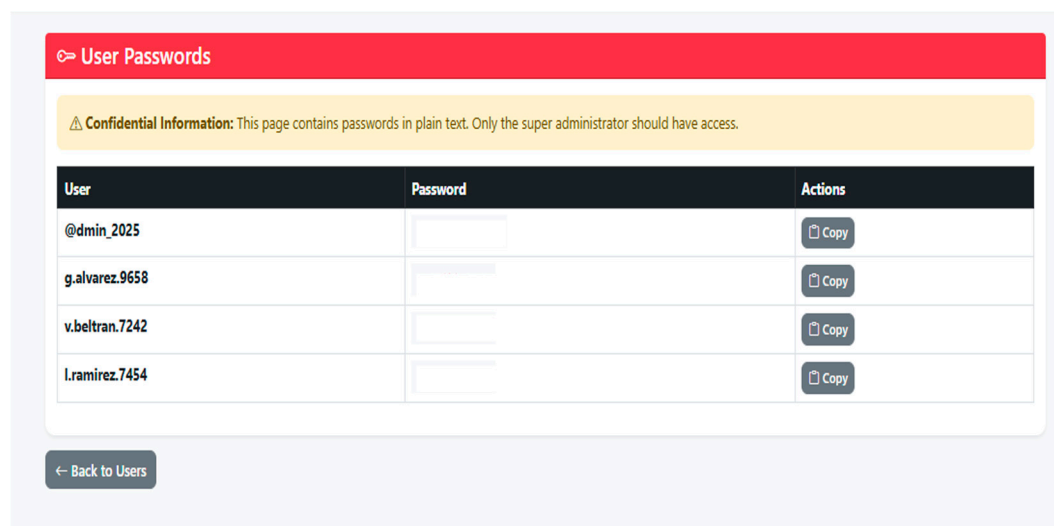 User Passwords
⚠ Confidential Information: This page contains passwords in plain text. Only the super administrator should have access.
User Password Actions
@dmin_2025 Copy
g.alvarez.9658 Copy
v.beltran.7242 Copy
l.ramirez.7454 Copy
← Back to Users